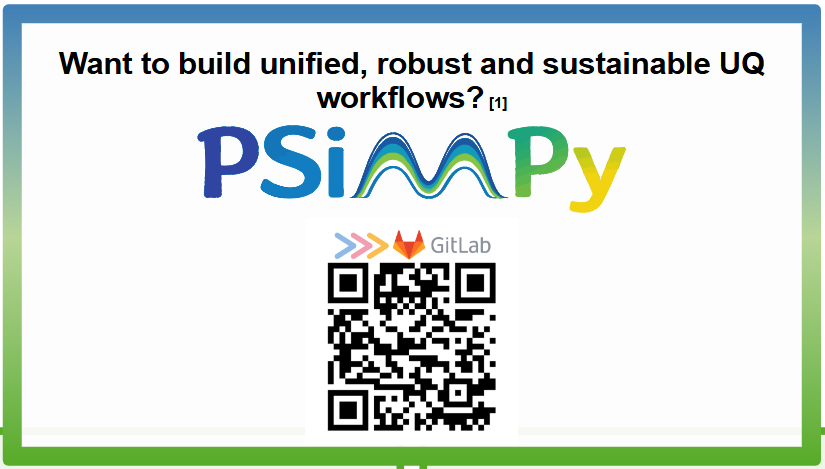 Want to build unified, robust and sustainable UQ
workflows? [1]
PSimPy
GitLab